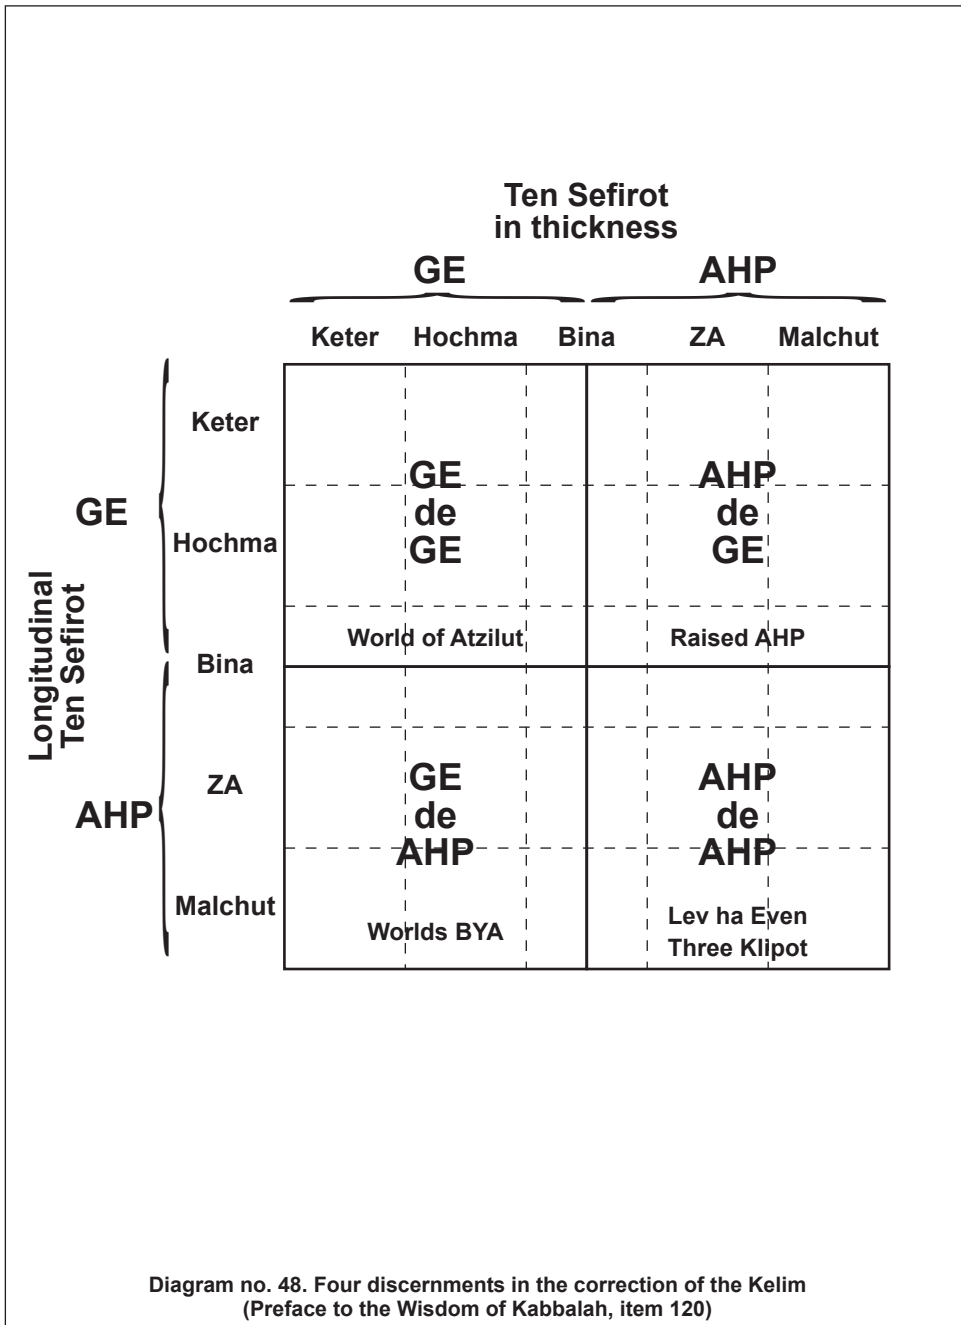 Ten Sefirot
in thickness
GE
AHP
Keter
Hochma
Bina
ZA
Malchut
Longitudinal
Ten Sefirot
GE
AHP
Keter
Hochma
Bina
ZA
Malchut
GE
de
GE
World of Atzilut
AHP
de
GE
Raised AHP
GE
de
AHP
Worlds BYA
AHP
de
AHP
Lev ha Even
Three Klipot
Diagram no. 48. Four discernments in the correction of the Kelim
(Preface to the Wisdom of Kabbalah, item 120)